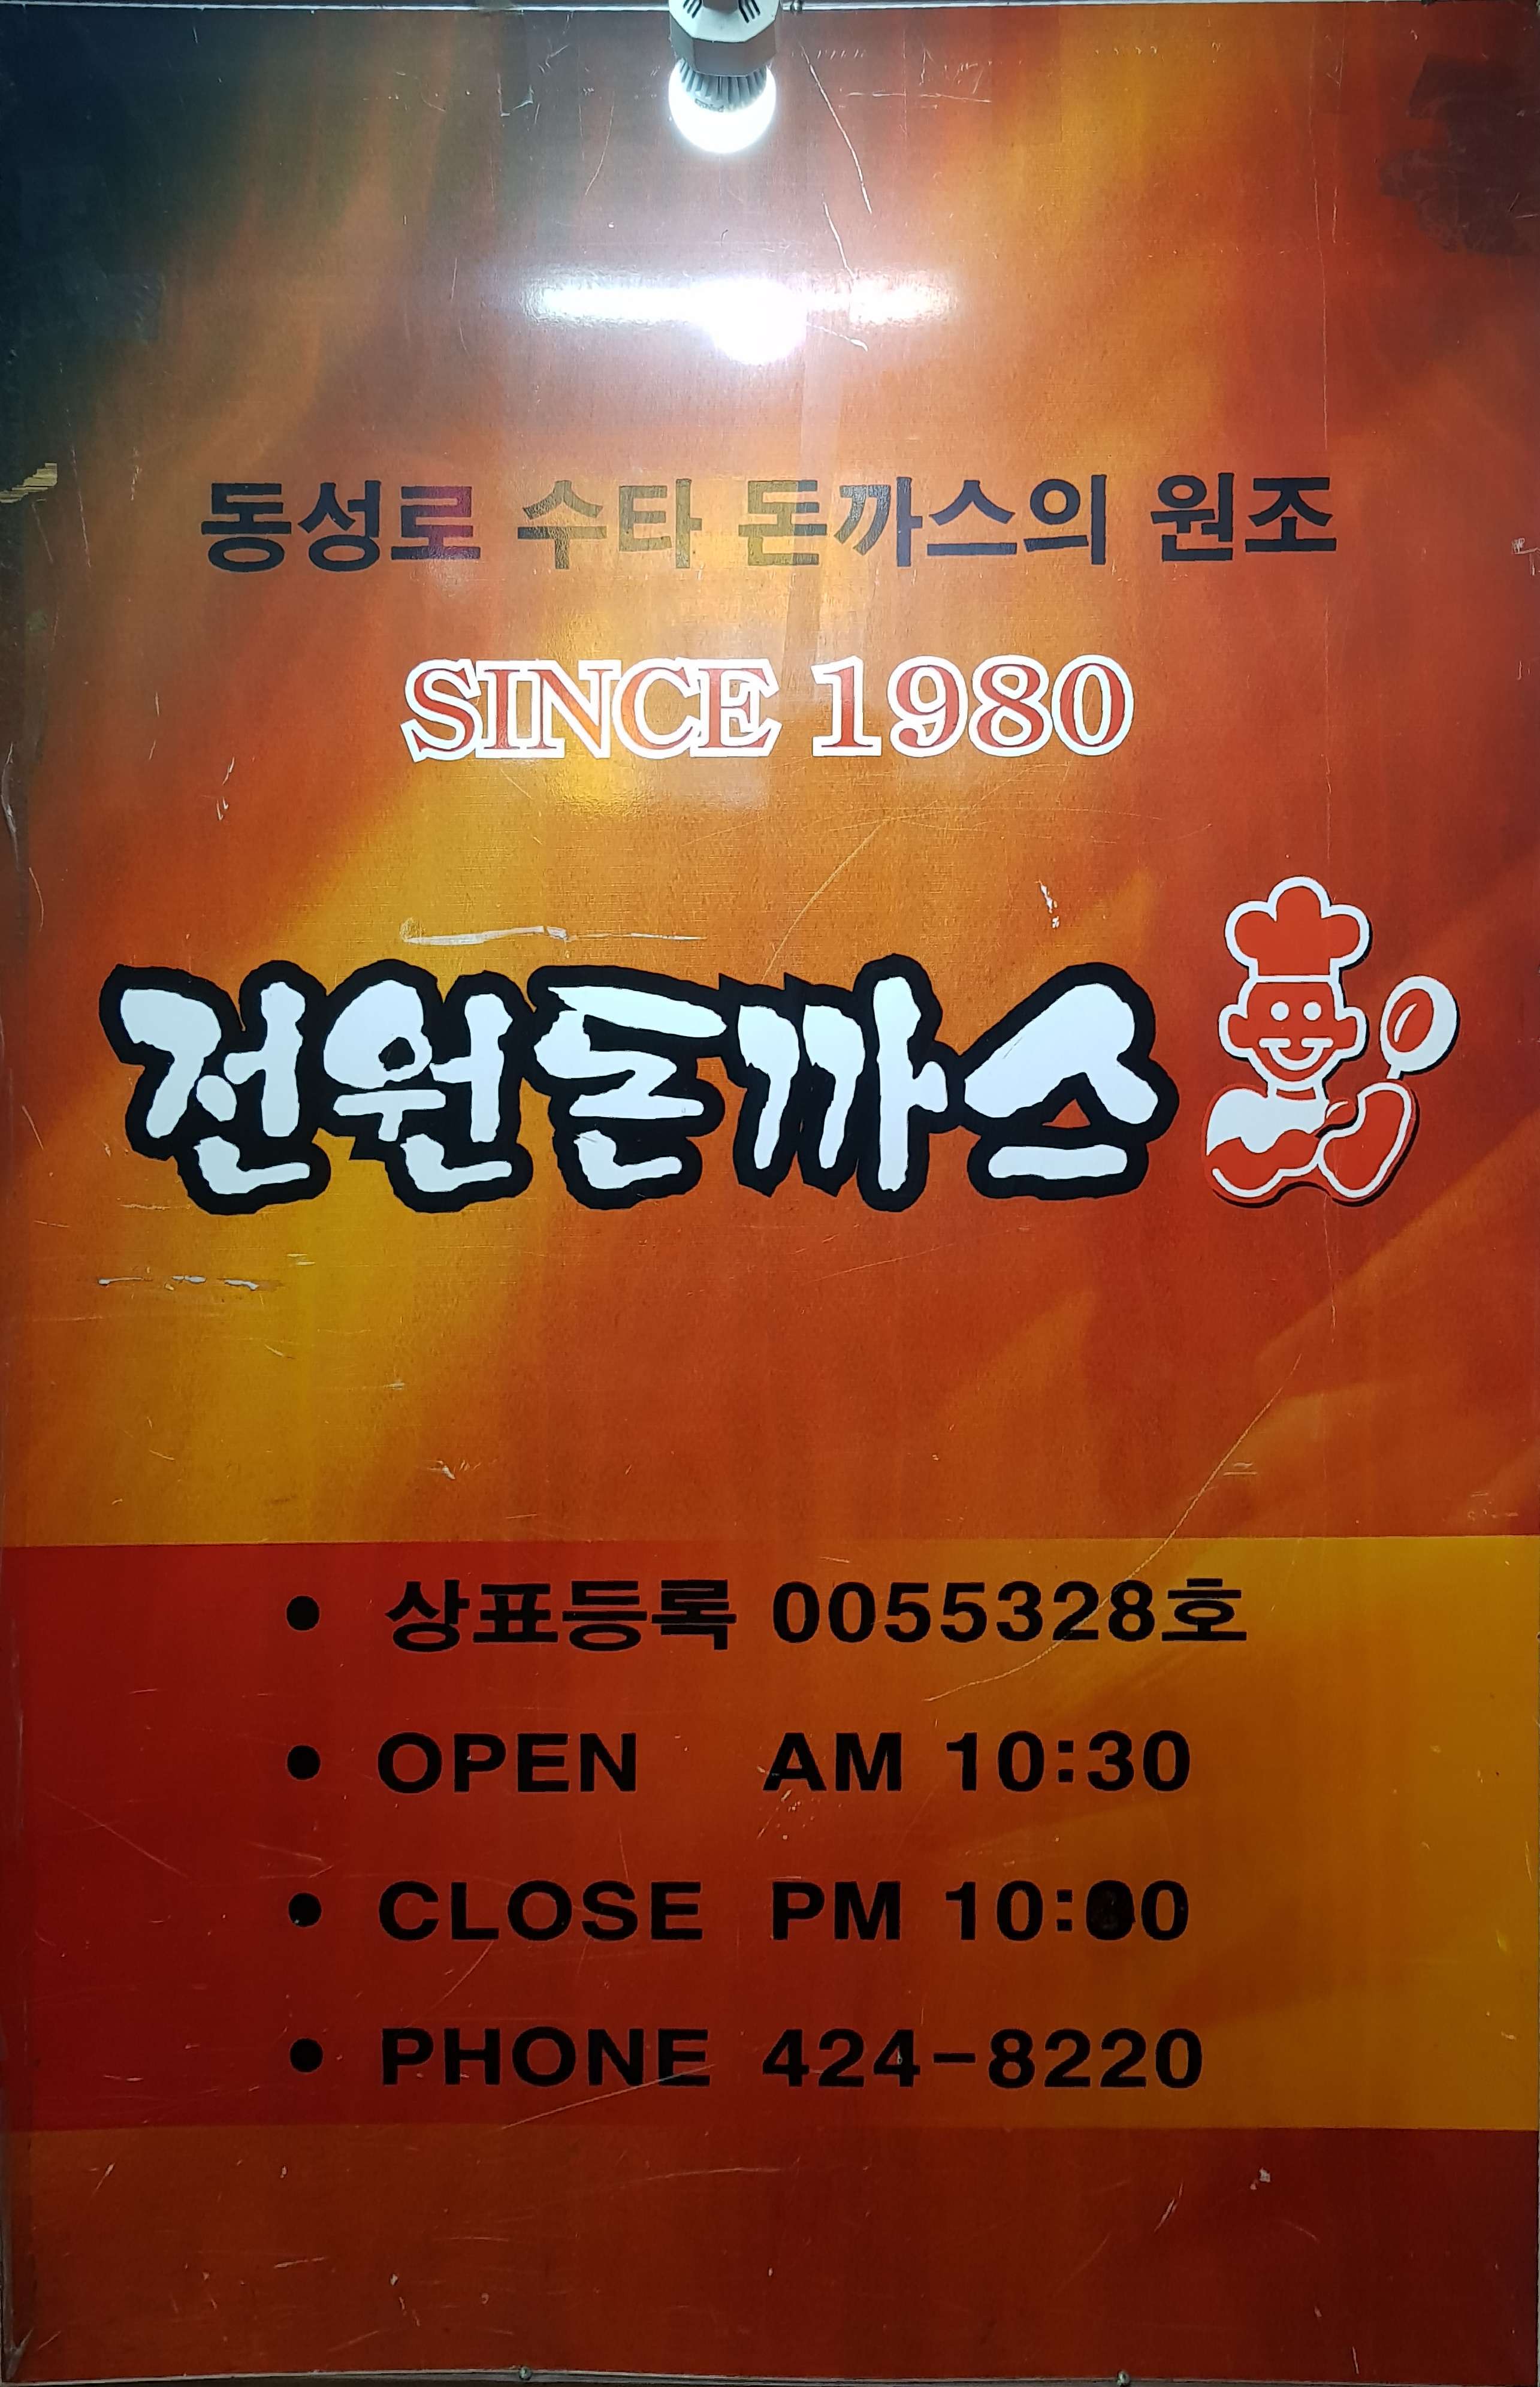 동성로 수타 돈까스의 원조
SINCE 1980
전원돈까스
• 상표등록 0055328호
• OPEN AM 10:30
• CLOSE PM 10:00
• PHONE 424-8220